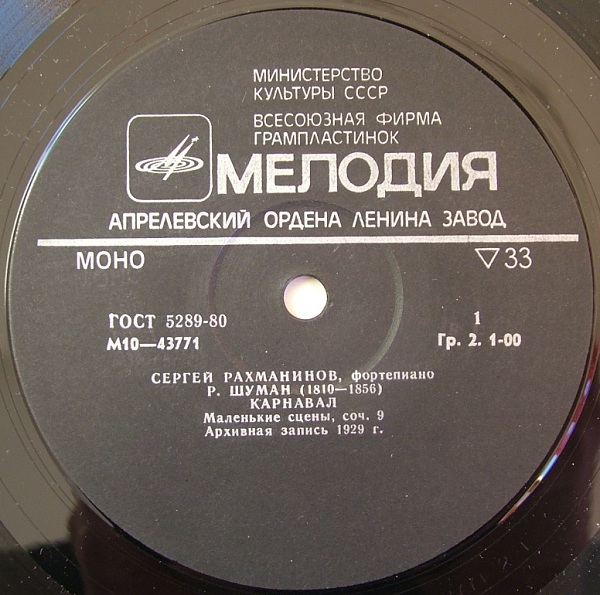 МИНИСТЕРСТВО
КУЛЬТУРЫ СССР
ВСЕСОЮЗНАЯ ФИРМА
ГРАМПЛАСТИНОК
МЕЛОДИЯ
АПРЕЛЕВСКИЙ ОРДЕНА ЛЕНИНА ЗАВОД
МОНО ▽33
ГОСТ 5289-80 1
М10—43771 Гр. 2. 1-00
СЕРГЕЙ РАХМАНИНОВ, фортепиано
Р. ШУМАН (1810—1856)
КАРНАВАЛ
Маленькие сцены, соч. 9
Архивная запись 1929 г.